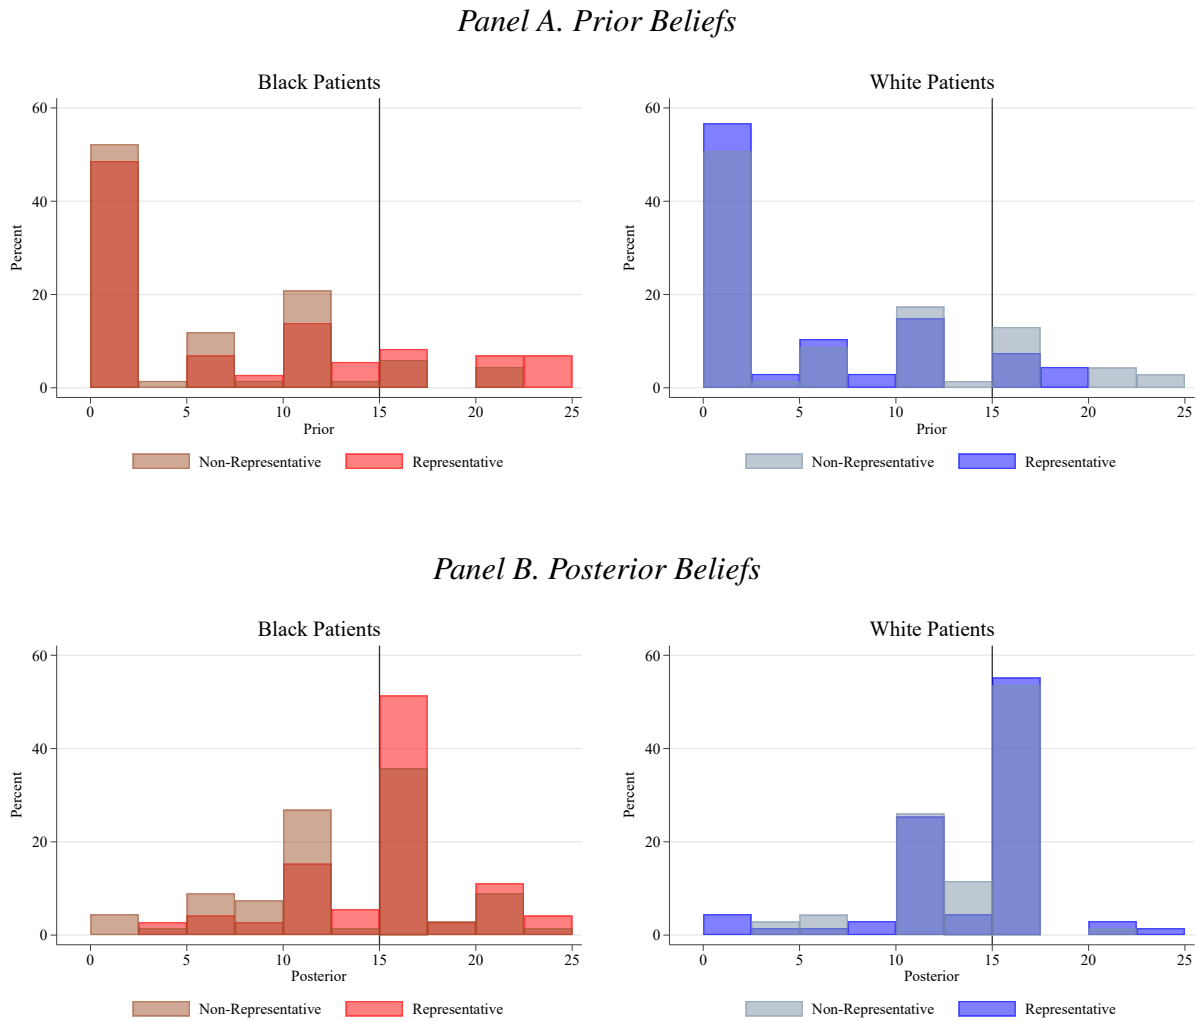 Panel A. Prior Beliefs
Black Patients
60
40
20
0
Percent
0 5 10 15 20 25
Prior
Non-Representative Representative
White Patients
60
40
20
0
Percent
0 5 10 15 20 25
Prior
Non-Representative Representative
Panel B. Posterior Beliefs
Black Patients
60
40
20
0
Percent
0 5 10 15 20 25
Posterior
Non-Representative Representative
White Patients
60
40
20
0
Percent
0 5 10 15 20 25
Posterior
Non-Representative Representative